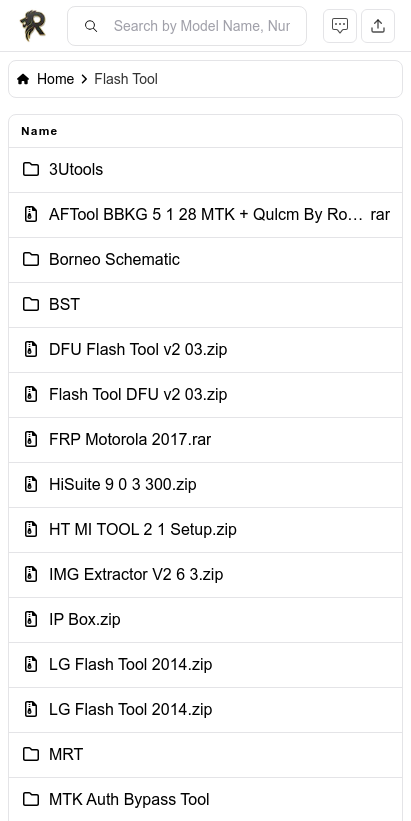 Search by Model Name, Nur
Home > Flash Tool
Name
3Utools
AFTool BBKG 5 1 28 MTK + Qulcm By Ro… rar
Borneo Schematic
BST
DFU Flash Tool v2 03.zip
Flash Tool DFU v2 03.zip
FRP Motorola 2017.rar
HiSuite 9 0 3 300.zip
HT MI TOOL 2 1 Setup.zip
IMG Extractor V2 6 3.zip
IP Box.zip
LG Flash Tool 2014.zip
LG Flash Tool 2014.zip
MRT
MTK Auth Bypass Tool